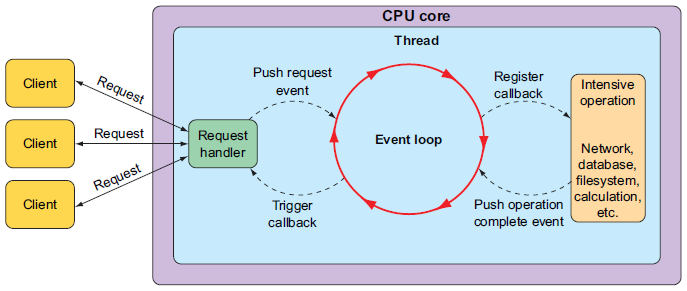 CPU core
Thread
Client
Client
Client
Request
Request
Request
Request
handler
Push request
event
Trigger
callback
Event loop
Register
callback
Push operation
complete event
Intensive
operation
Network,
database,
filesystem,
calculation,
etc.